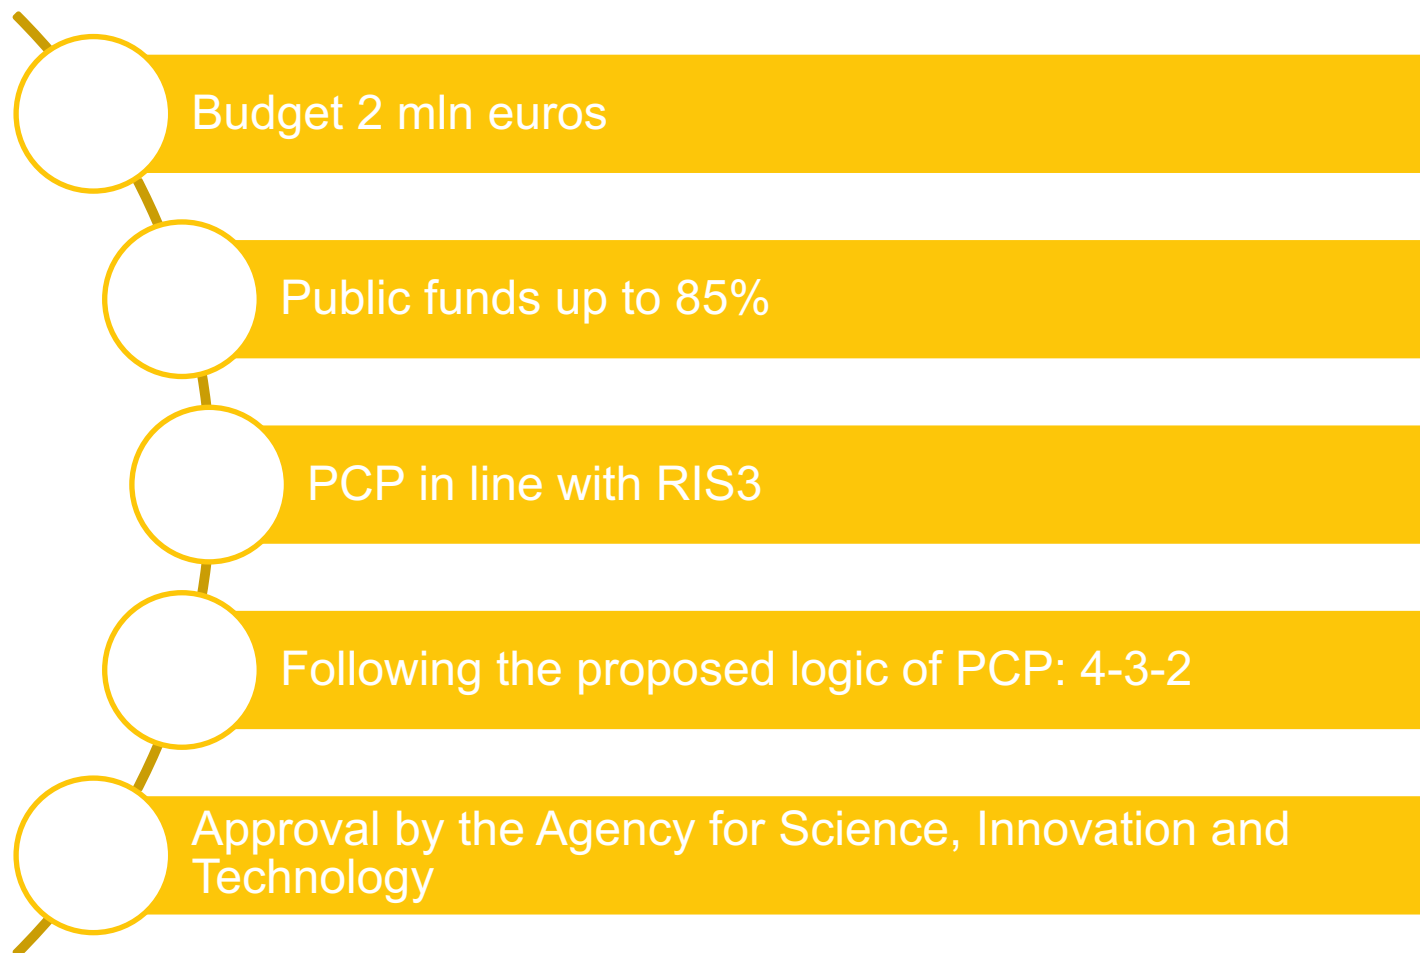 Budget 2 mln euros
Public funds up to 85%
PCP in line with RIS3
Following the proposed logic of PCP: 4-3-2
Approval by the Agency for Science, Innovation and
Technology